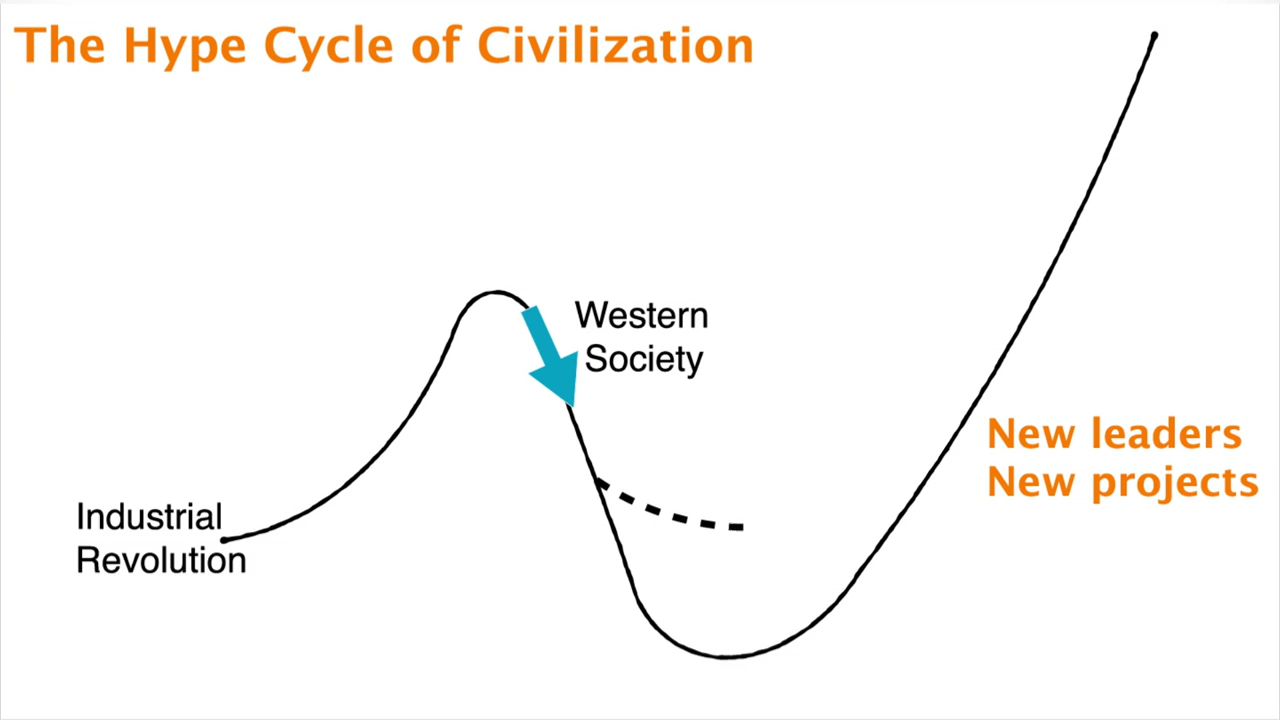 The Hype Cycle of Civilization
Western
Society
New leaders
New projects
Industrial
Revolution